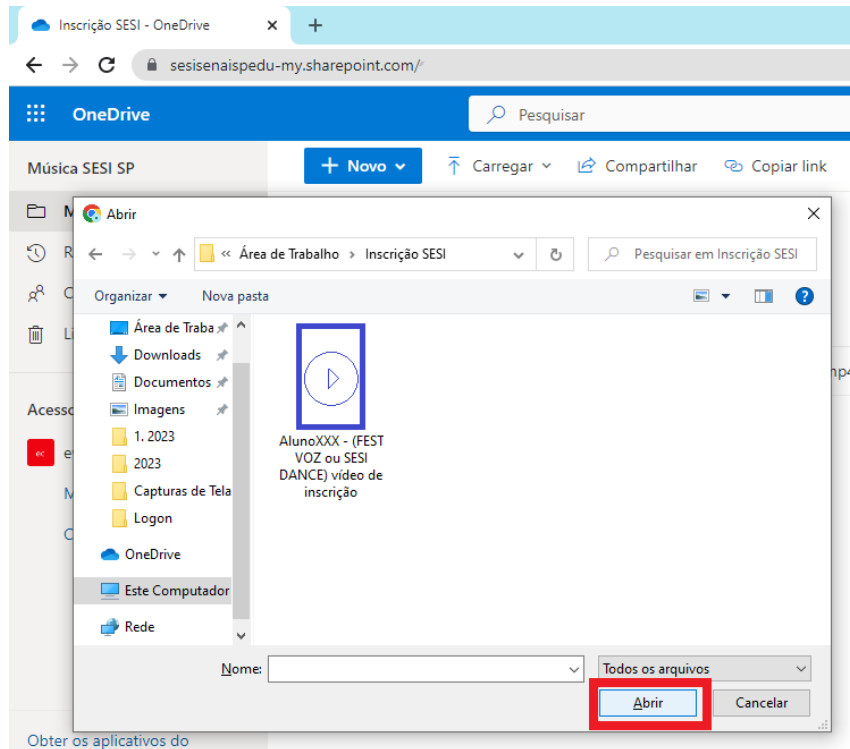 Inscrição SESI - OneDrive
sesisenaispedu-my.sharepoint.com/
OneDrive
Pesquisar
Música SESI SP
Novo
Carregar
Compartilhar
Copiar link
Abrir
« Área de Trabalho › Inscrição SESI
Pesquisar em Inscrição SESI
Organizar
Nova pasta
Área de Traba
Downloads
Documentos
Imagens
1. 2023
2023
Capturas de Tela
Logon
OneDrive
Este Computador
Rede
AlunoXXX - (FEST
VOZ ou SESI
DANCE) vídeo de
inscrição
Acesso
ec
Nome:
Todos os arquivos
Abrir
Cancelar
Obter os aplicativos do